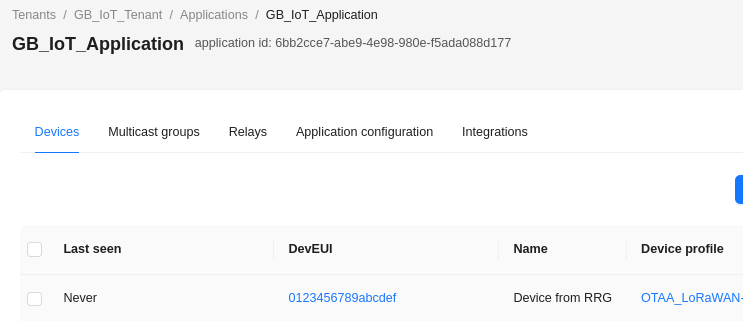 Tenants / GB_IoT_Tenant / Applications / GB_IoT_Application
GB_IoT_Application application id: 6bb2cce7-abe9-4e98-980e-f5ada088d177
Devices Multicast groups Relays Application configuration Integrations
Last seen DevEUI Name Device profile
Never 0123456789abcdef Device from RRG OTAA_LoRaWAN-